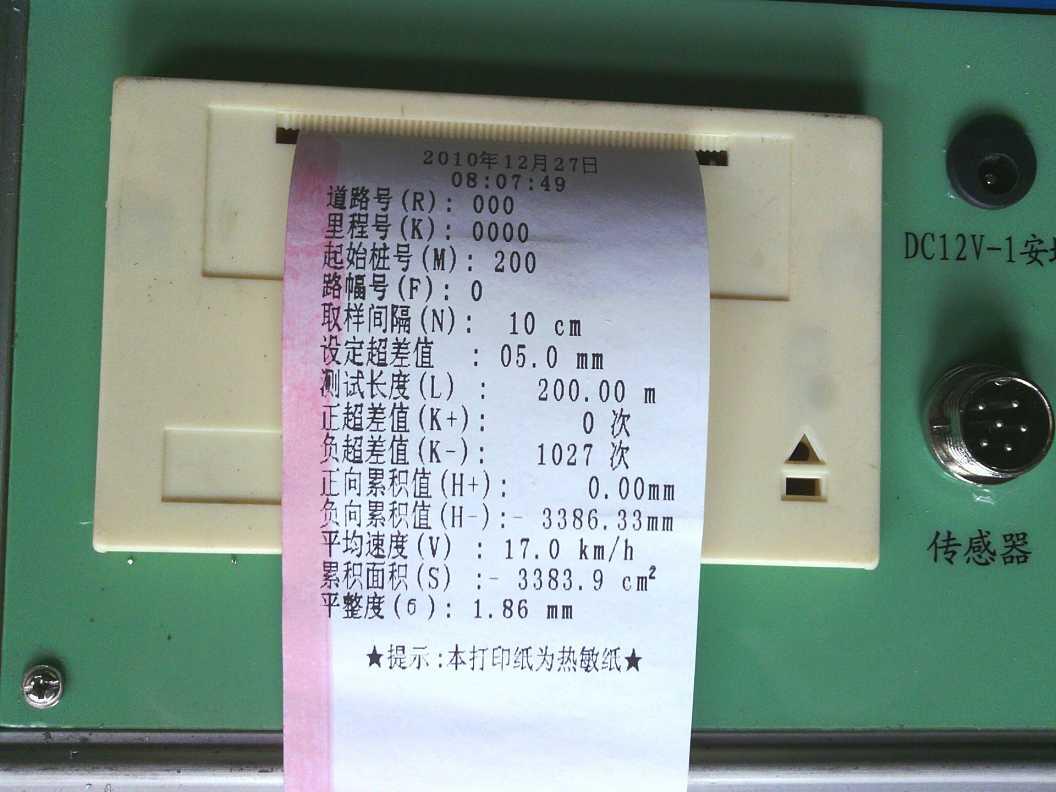 2010年12月27日
08:07:49
道路号(R): 000
里程号(K): 0000
起始桩号(M): 200
路幅号(F): 0
取样间隔(N): 10 cm
设定超差值 : 05.0 mm
测试长度(L) : 200.00 m
正超差值(K+): 0 次
负超差值(K-): 1027 次
正向累积值(H+): 0.00mm
负向累积值(H-):- 3386.33mm
平均速度(V) : 17.0 km/h
累积面积(S) :- 3383.9 cm²
平整度(б): 1.86 mm
★提示:本打印纸为热敏纸★
DC12V-1安
传感器